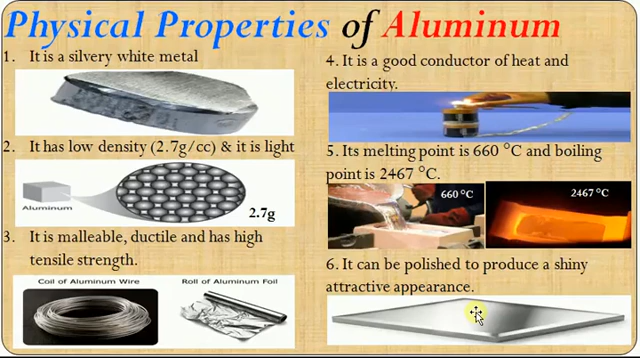 Physical Properties of Aluminum
1. It is a silvery white metal
2. It has low density (2.7g/cc) & it is light
Aluminum
2.7g
3. It is malleable, ductile and has high
tensile strength.
Coil of Aluminum Wire
Roll of Aluminum Foil
4. It is a good conductor of heat and
electricity.
5. Its melting point is 660 °C and boiling
point is 2467 °C.
660 °C
2467 °C
6. It can be polished to produce a shiny
attractive appearance.